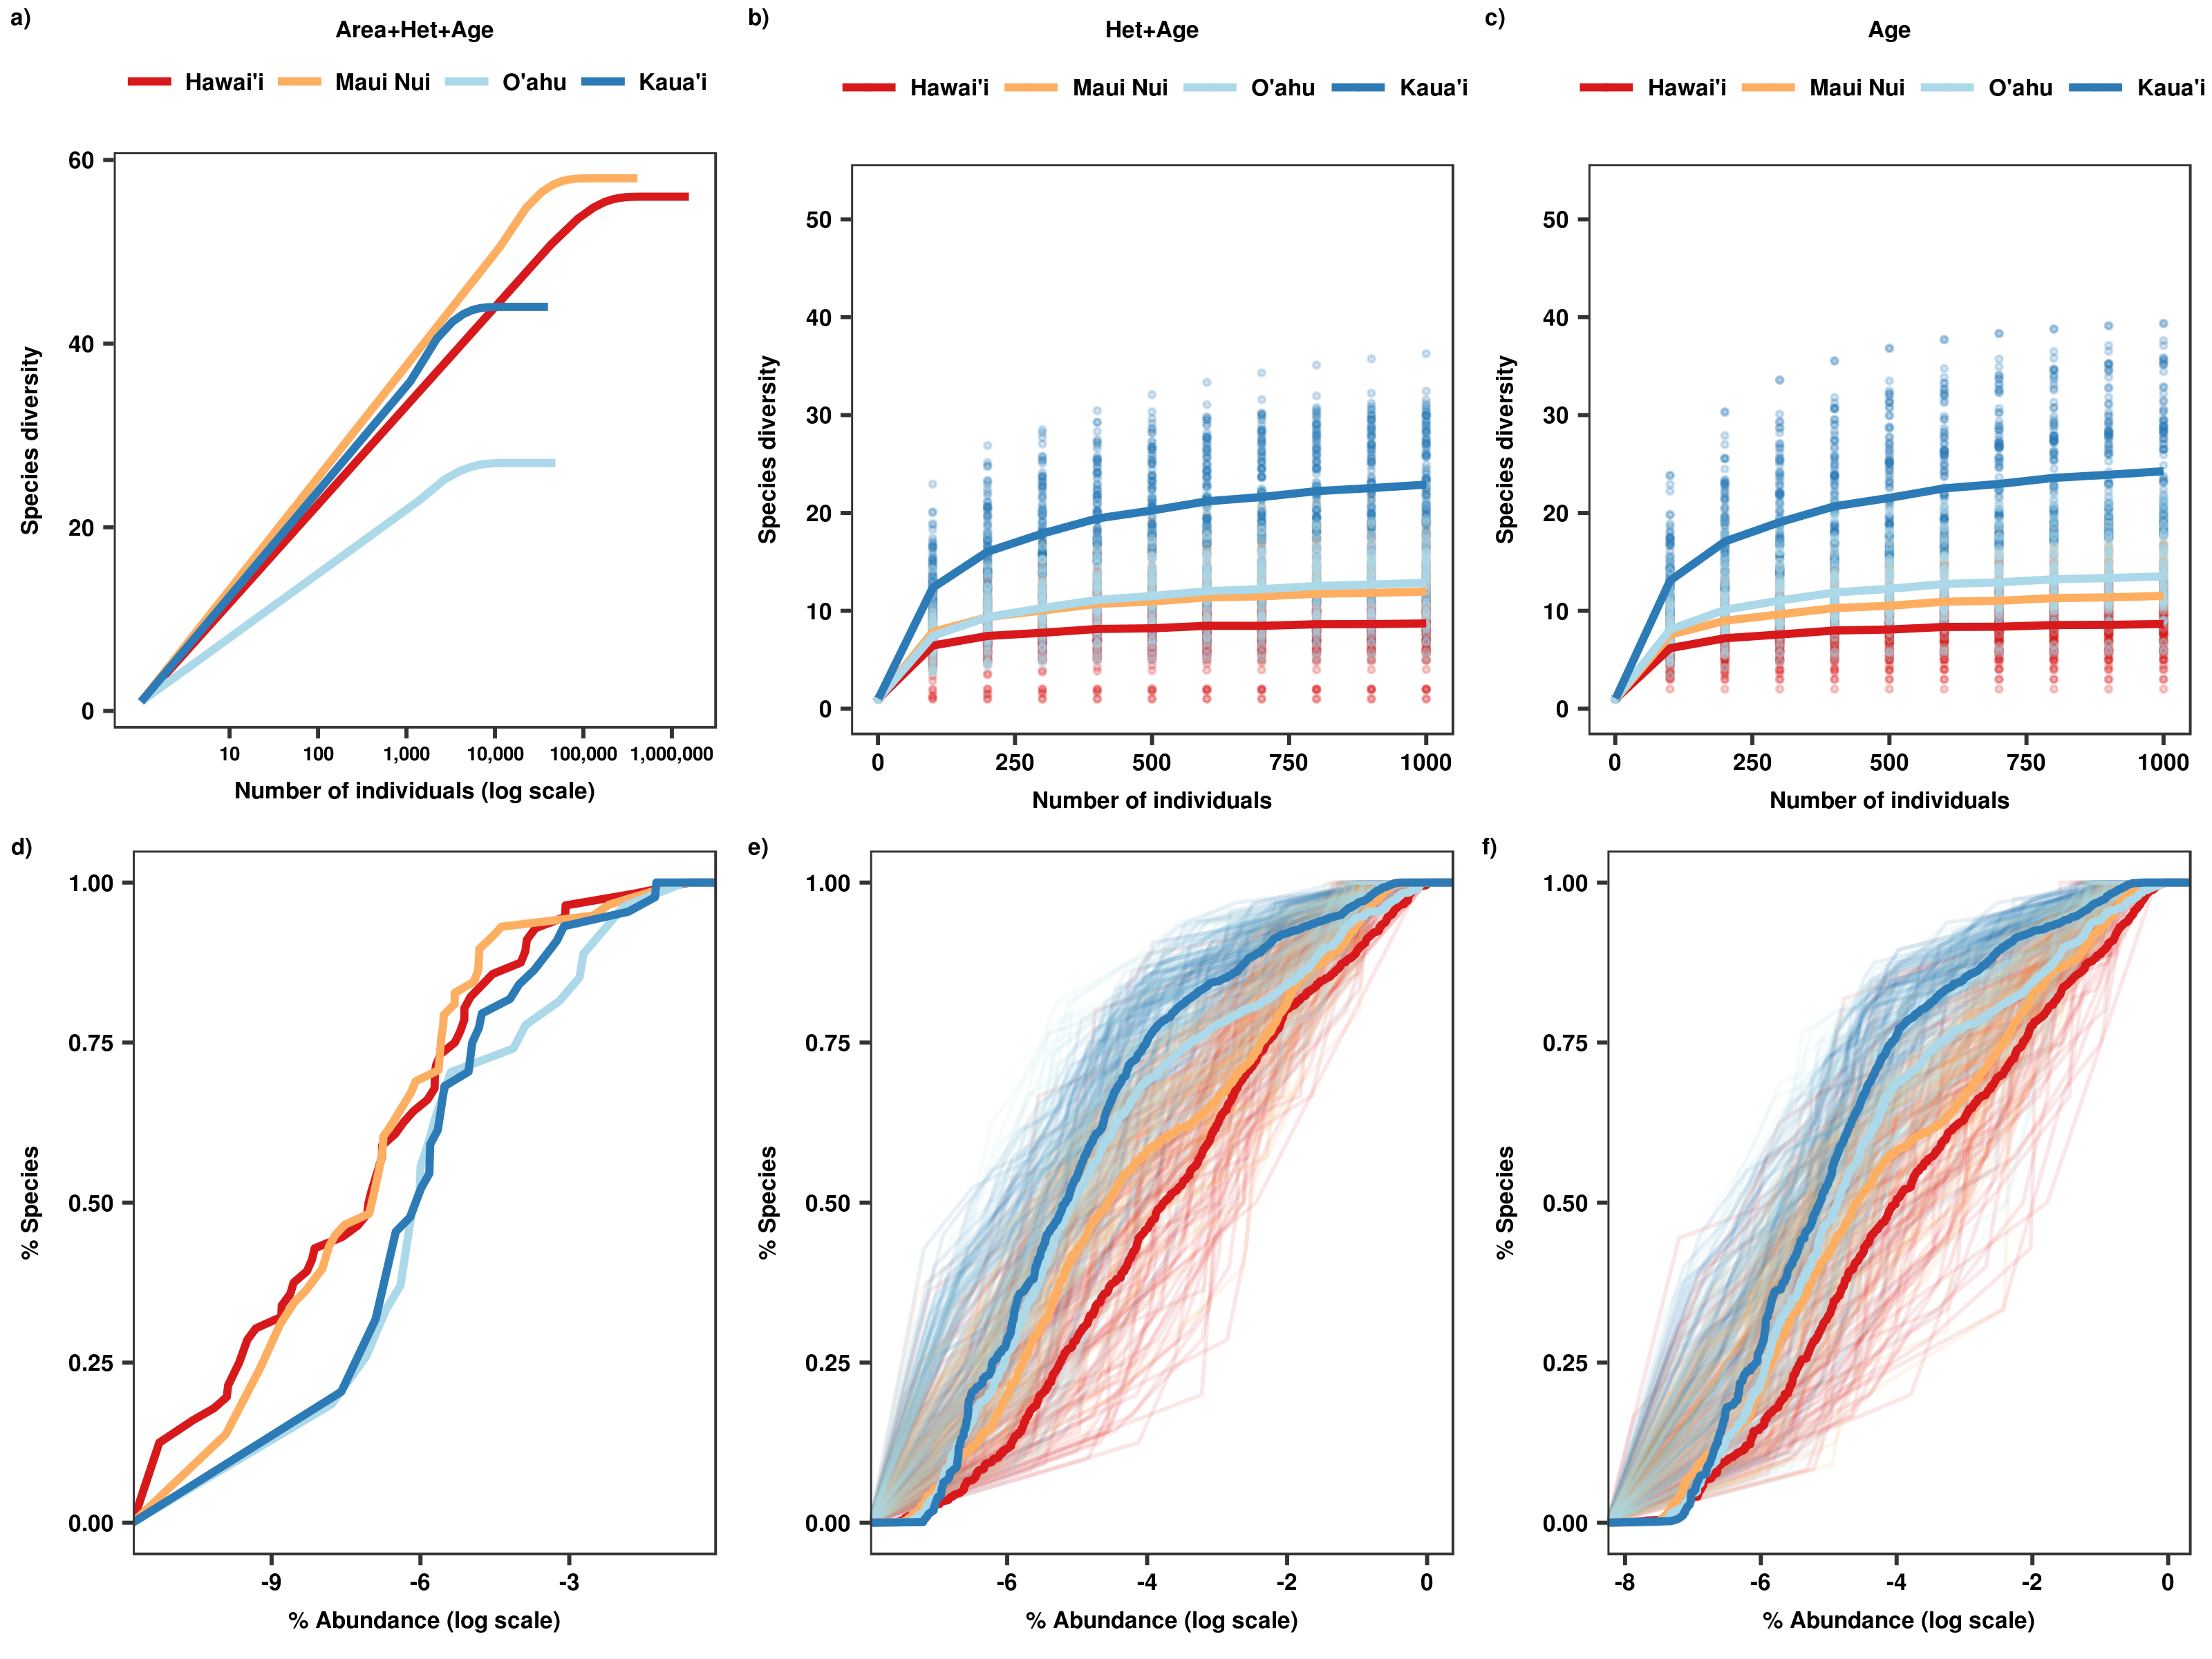 a)
Area+Het+Age
Hawai'i Maui Nui O'ahu Kaua'i
60
40
20
0
Species diversity
10 100 1,000 10,000 100,000 1,000,000
Number of individuals (log scale)
b)
Het+Age
Hawai'i Maui Nui O'ahu Kaua'i
50
40
30
20
10
0
Species diversity
0 250 500 750 1000
Number of individuals
c)
Age
Hawai'i Maui Nui O'ahu Kaua'i
50
40
30
20
10
0
Species diversity
0 250 500 750 1000
Number of individuals
d)
1.00
0.75
0.50
0.25
0.00
% Species
-9 -6 -3
% Abundance (log scale)
e)
1.00
0.75
0.50
0.25
0.00
% Species
-6 -4 -2 0
% Abundance (log scale)
f)
1.00
0.75
0.50
0.25
0.00
% Species
-8 -6 -4 -2 0
% Abundance (log scale)